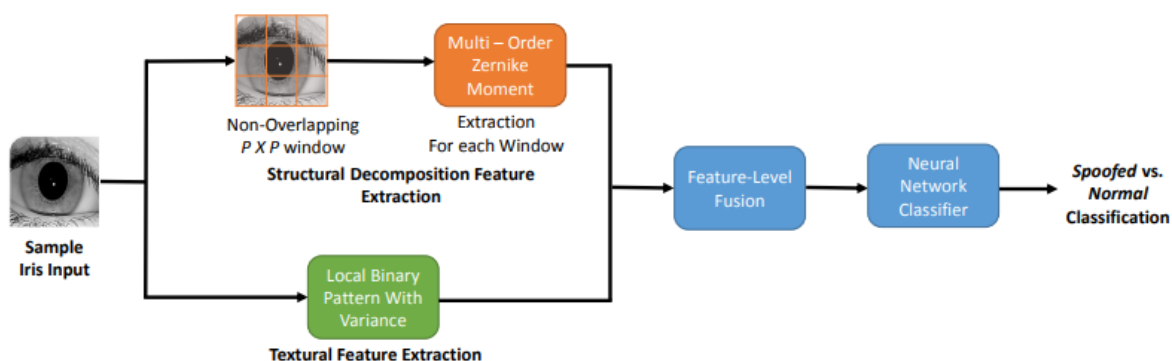 Sample
Iris Input
Non-Overlapping
P X P window
Multi – Order
Zernike
Moment
Extraction
For each Window
Structural Decomposition Feature
Extraction
Local Binary
Pattern With
Variance
Textural Feature Extraction
Feature-Level
Fusion
Neural
Network
Classifier
Spoofed vs.
Normal
Classification